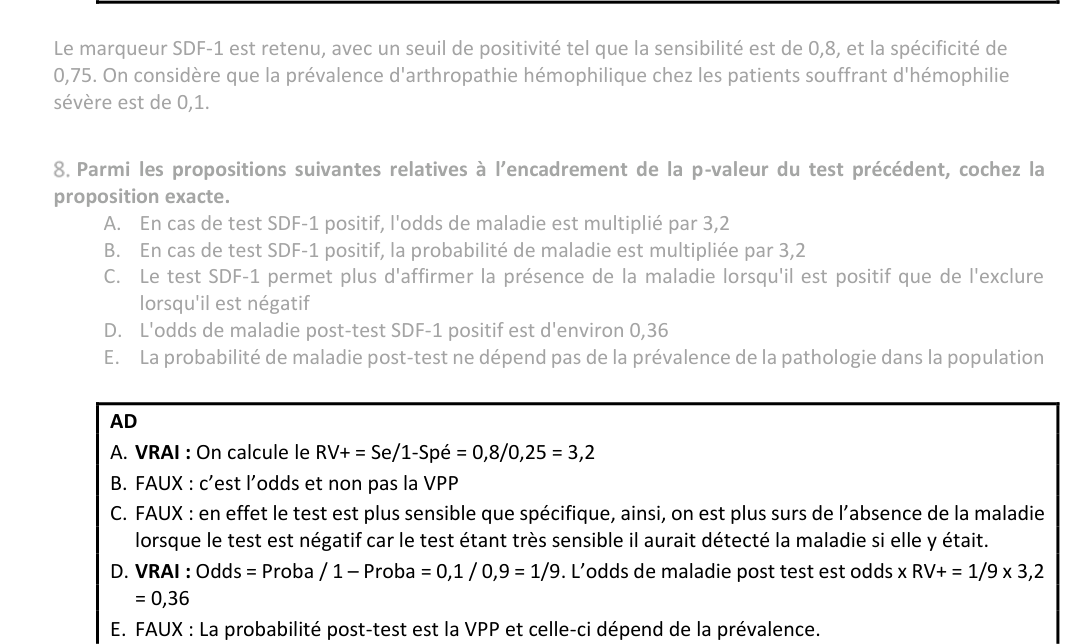 Le marqueur SDF-1 est retenu, avec un seuil de positivité tel que la sensibilité est de 0,8, et la spécificité de
0,75. On considère que la prévalence d'arthropathie hémophilique chez les patients souffrant d'hémophilie
sévère est de 0,1.
8. Parmi les propositions suivantes relatives à l'encadrement de la p-valeur du test précédent, cochez la
proposition exacte.
A. En cas de test SDF-1 positif, l'odds de maladie est multiplié par 3,2
B. En cas de test SDF-1 positif, la probabilité de maladie est multipliée par 3,2
C. Le test SDF-1 permet plus d'affirmer la présence de la maladie lorsqu'il est positif que de l'exclure
lorsqu'il est négatif
D. L'odds de maladie post-test SDF-1 positif est d'environ 0,36
E. La probabilité de maladie post-test ne dépend pas de la prévalence de la pathologie dans la population
AD
A. VRAI : On calcule le RV+ = Se/1-Spé = 0,8/0,25 = 3,2
B. FAUX : c'est l'odds et non pas la VPP
C. FAUX : en effet le test est plus sensible que spécifique, ainsi, on est plus surs de l'absence de la maladie
lorsque le test est négatif car le test étant très sensible il aurait détecté la maladie si elle y était.
D. VRAI : Odds = Proba / 1 – Proba = 0,1 / 0,9 = 1/9. L'odds de maladie post test est odds x RV+ = 1/9 x 3,2
= 0,36
E. FAUX : La probabilité post-test est la VPP et celle-ci dépend de la prévalence.